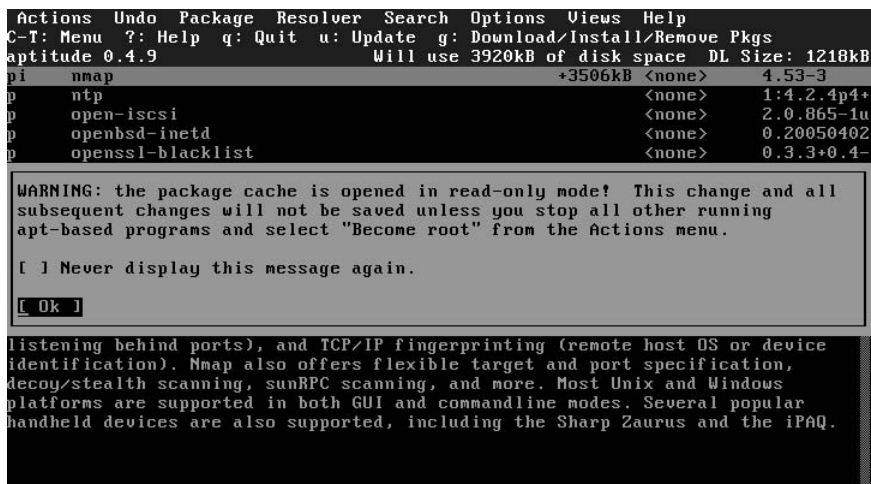 Actions Undo Package Resolver Search Options Views Help
C-T: Menu ?: Help q: Quit u: Update g: Download/Install/Remove Pkgs
aptitude 0.4.9 Will use 3920kB of disk space DL Size: 1218kB
pi nmap +3506kB <none> 4.53-3
p ntp <none> 1:4.2.4p4+
p open-iscsi <none> 2.0.865-1u
p openbsd-inetd <none> 0.20050402
p openssl-blacklist <none> 0.3.3+0.4-
WARNING: the package cache is opened in read-only mode! This change and all
subsequent changes will not be saved unless you stop all other running
apt-based programs and select "Become root" from the Actions menu.
[ ] Never display this message again.
[ Ok ]
listening behind ports), and TCP/IP fingerprinting (remote host OS or device
identification). Nmap also offers flexible target and port specification,
decoy/stealth scanning, sunRPC scanning, and more. Most Unix and Windows
platforms are supported in both GUI and commandline modes. Several popular
handheld devices are also supported, including the Sharp Zaurus and the iPAQ.